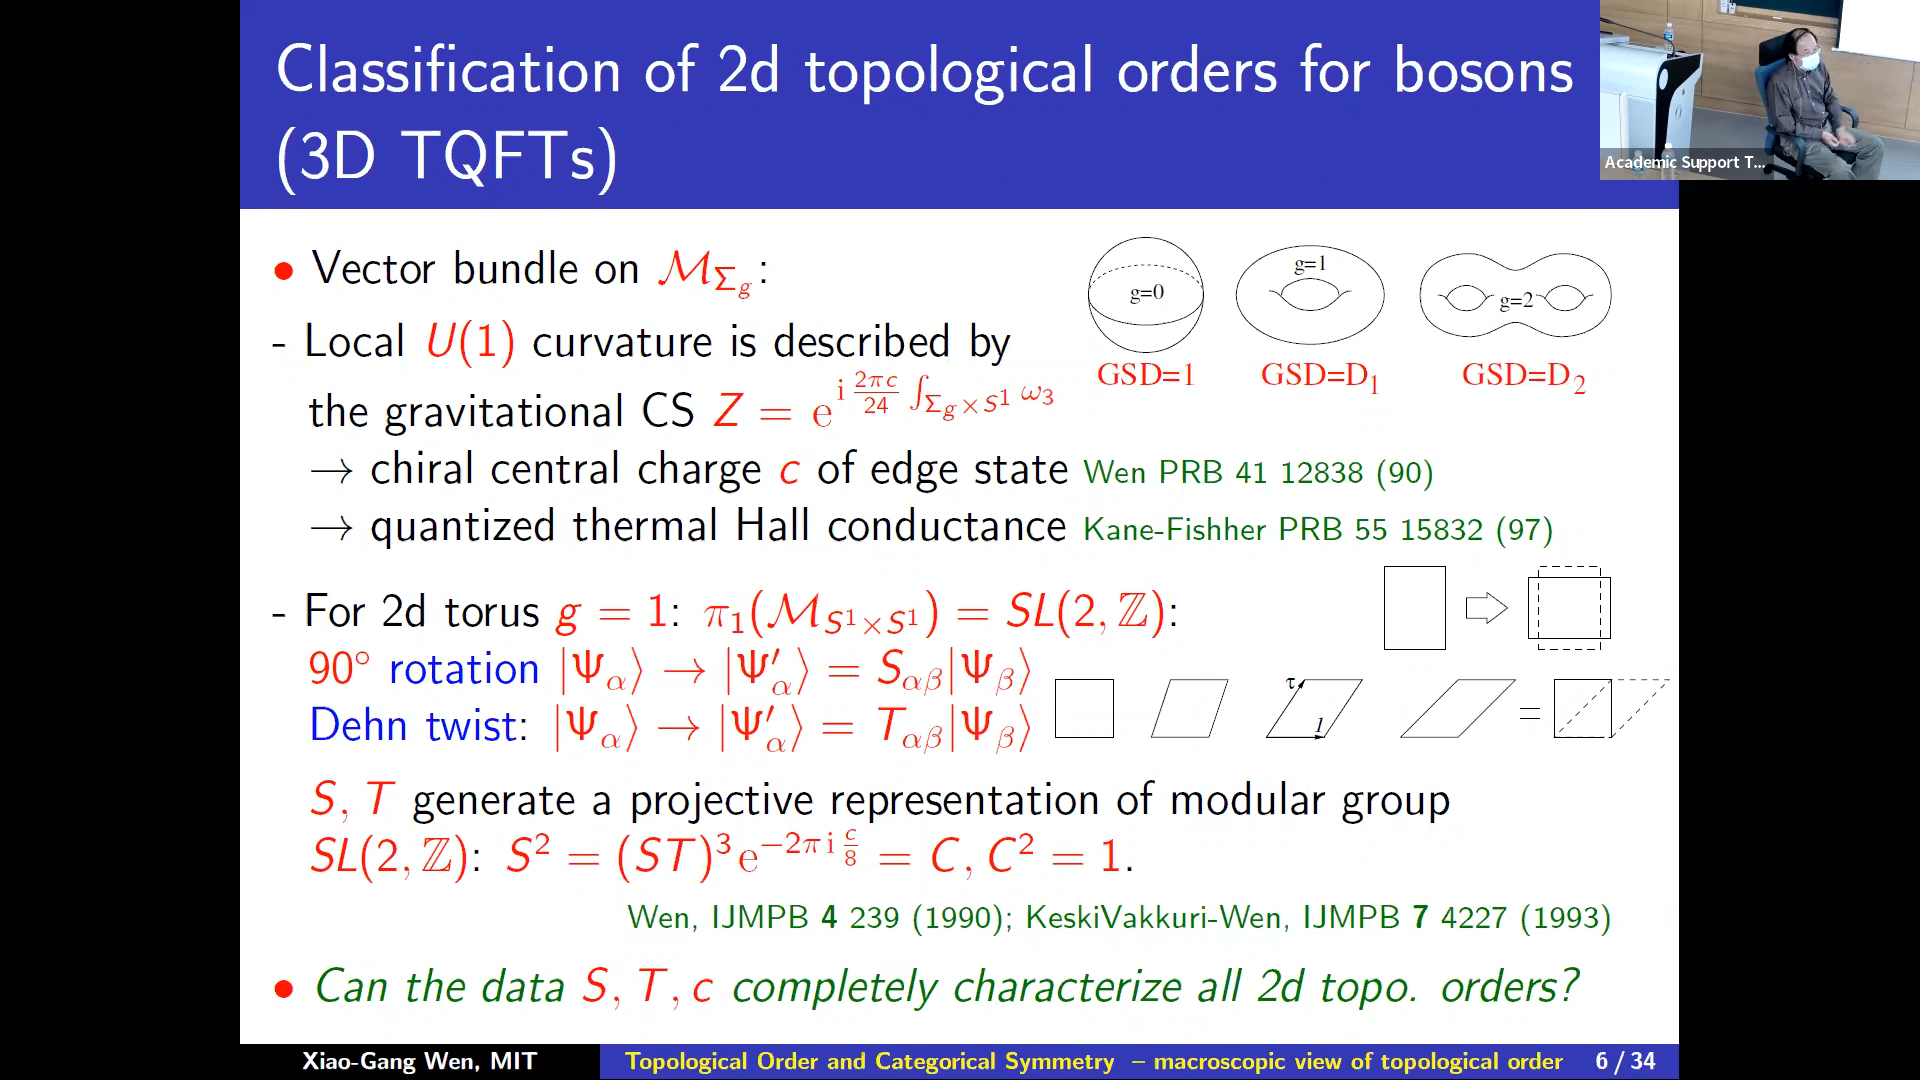 Classification of 2d topological orders for bosons
(3D TQFTs)
Academic Support T...
• Vector bundle on 𝓜_{Σ_g}:
g=0
g=1
g=2
GSD=1
GSD=D₁
GSD=D₂
- Local U(1) curvature is described by
the gravitational CS Z = e^{i (2πc/24) ∫_{Σ_g×S¹} ω₃}
→ chiral central charge c of edge state Wen PRB 41 12838 (90)
→ quantized thermal Hall conductance Kane-Fishher PRB 55 15832 (97)
- For 2d torus g = 1: π₁(𝓜_{S¹×S¹}) = SL(2, ℤ):
90° rotation |Ψ_α⟩ → |Ψ′_α⟩ = S_{αβ}|Ψ_β⟩
Dehn twist: |Ψ_α⟩ → |Ψ′_α⟩ = T_{αβ}|Ψ_β⟩
τ
1
=
S, T generate a projective representation of modular group
SL(2, ℤ): S² = (ST)³e^{−2πi c/8} = C, C² = 1.
Wen, IJMPB 4 239 (1990); KeskiVakkuri-Wen, IJMPB 7 4227 (1993)
• Can the data S, T, c completely characterize all 2d topo. orders?
Xiao-Gang Wen, MIT
Topological Order and Categorical Symmetry – macroscopic view of topological order
6 / 34